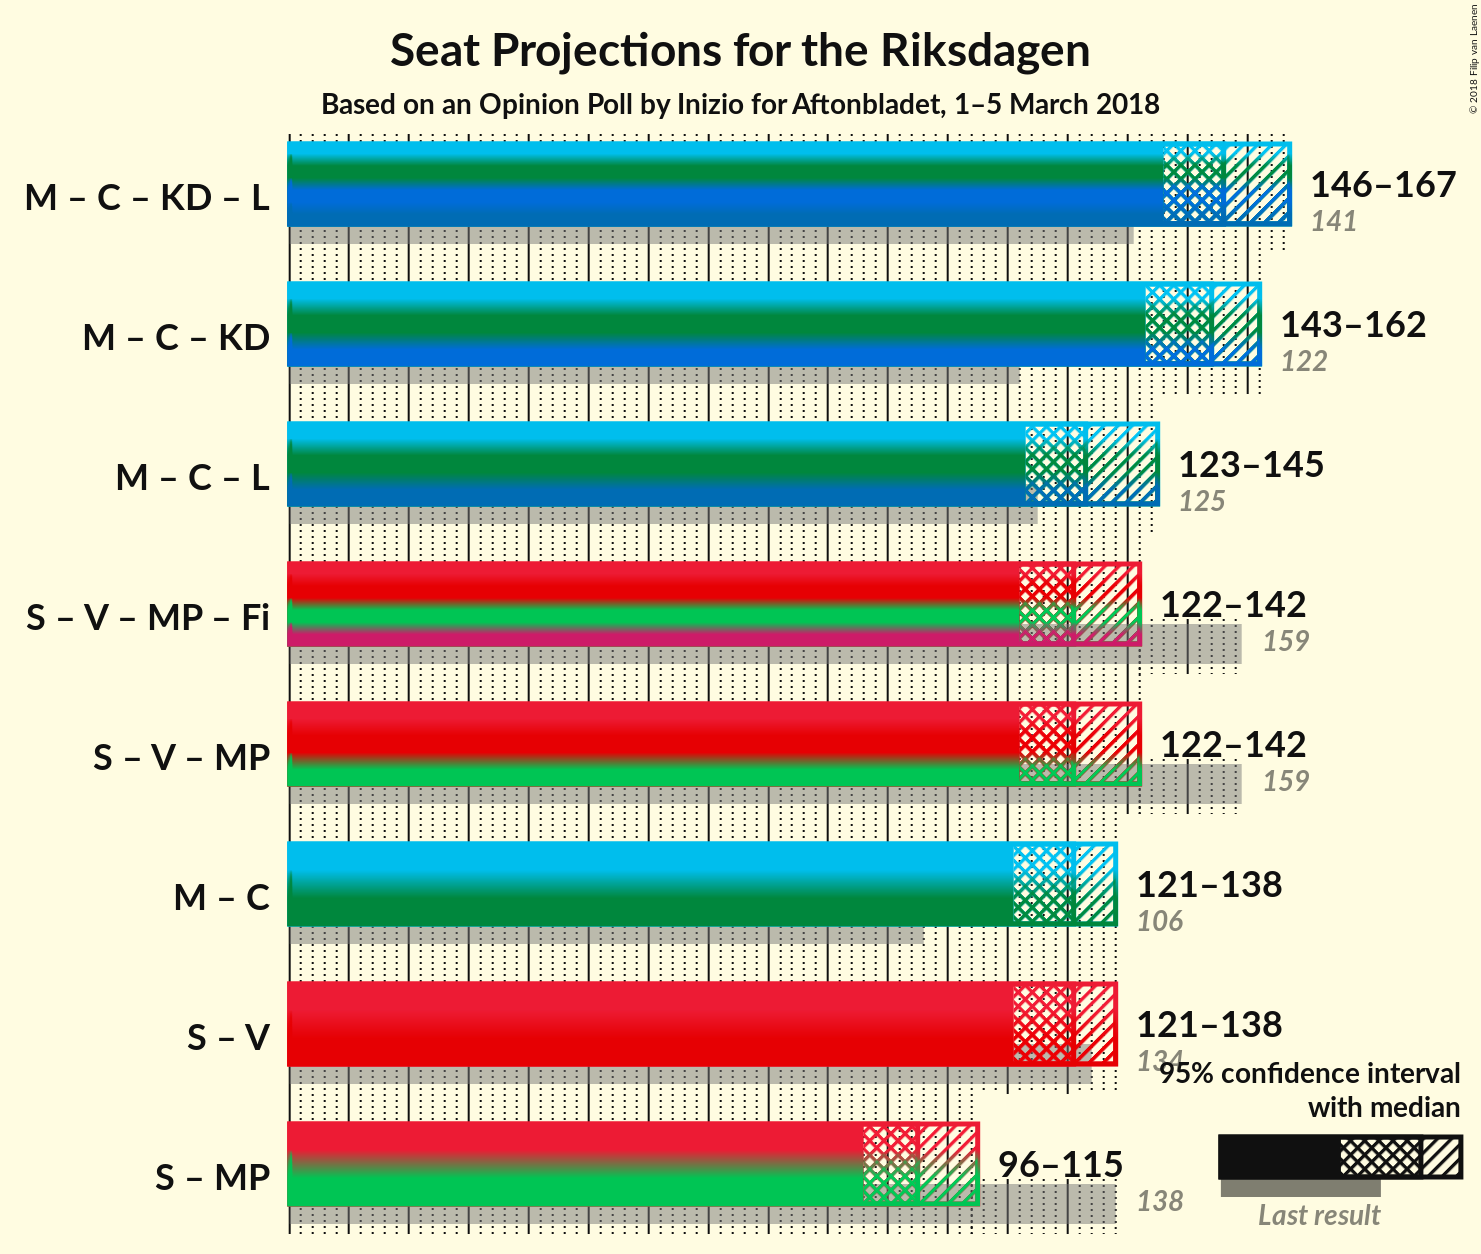 Seat Projections for the Riksdagen
Based on an Opinion Poll by Inizio for Aftonbladet, 1–5 March 2018
© 2018 Filip van Laenen
M – C – KD – L
146–167
141
M – C – KD
143–162
122
M – C – L
123–145
125
S – V – MP – Fi
122–142
159
S – V – MP
122–142
159
M – C
121–138
106
S – V
121–138
134
S – MP
96–115
138
95% confidence interval
with median
Last result